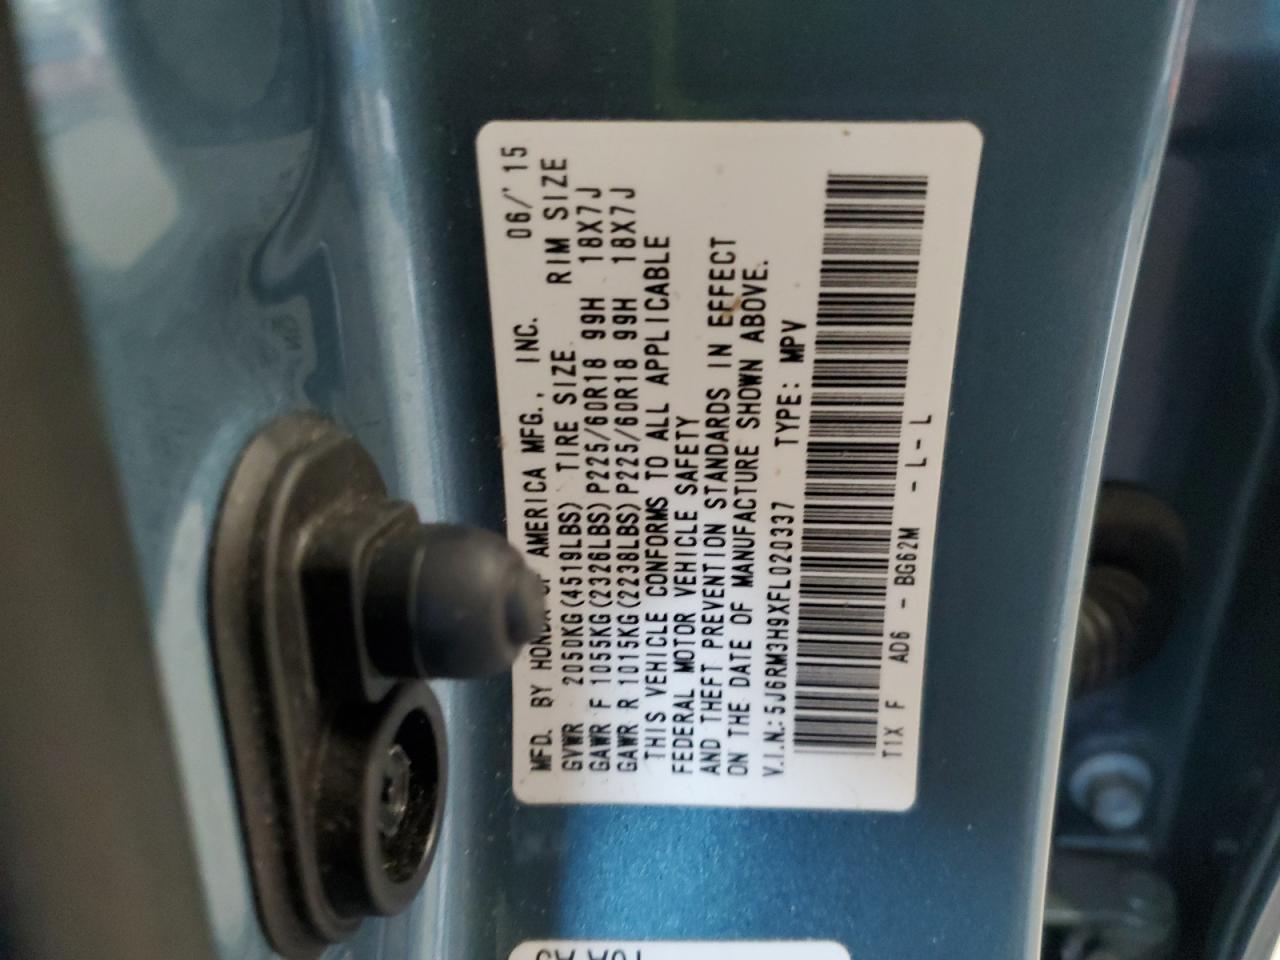 MFD. BY HONDA OF AMERICA MFG., INC. 06/'15
GVWR 2050KG(4519LBS) TIRE SIZE RIM SIZE
GAWR F 1055KG(2326LBS) P225/60R18 99H 18X7J
GAWR R 1015KG(2238LBS) P225/60R18 99H 18X7J
THIS VEHICLE CONFORMS TO ALL APPLICABLE
FEDERAL MOTOR VEHICLE SAFETY
AND THEFT PREVENTION STANDARDS IN EFFECT
ON THE DATE OF MANUFACTURE SHOWN ABOVE.
V.I.N.: 5J6RM3H9XFL020337 TYPE: MPV
T1X F AD6 - BG62M - L - L